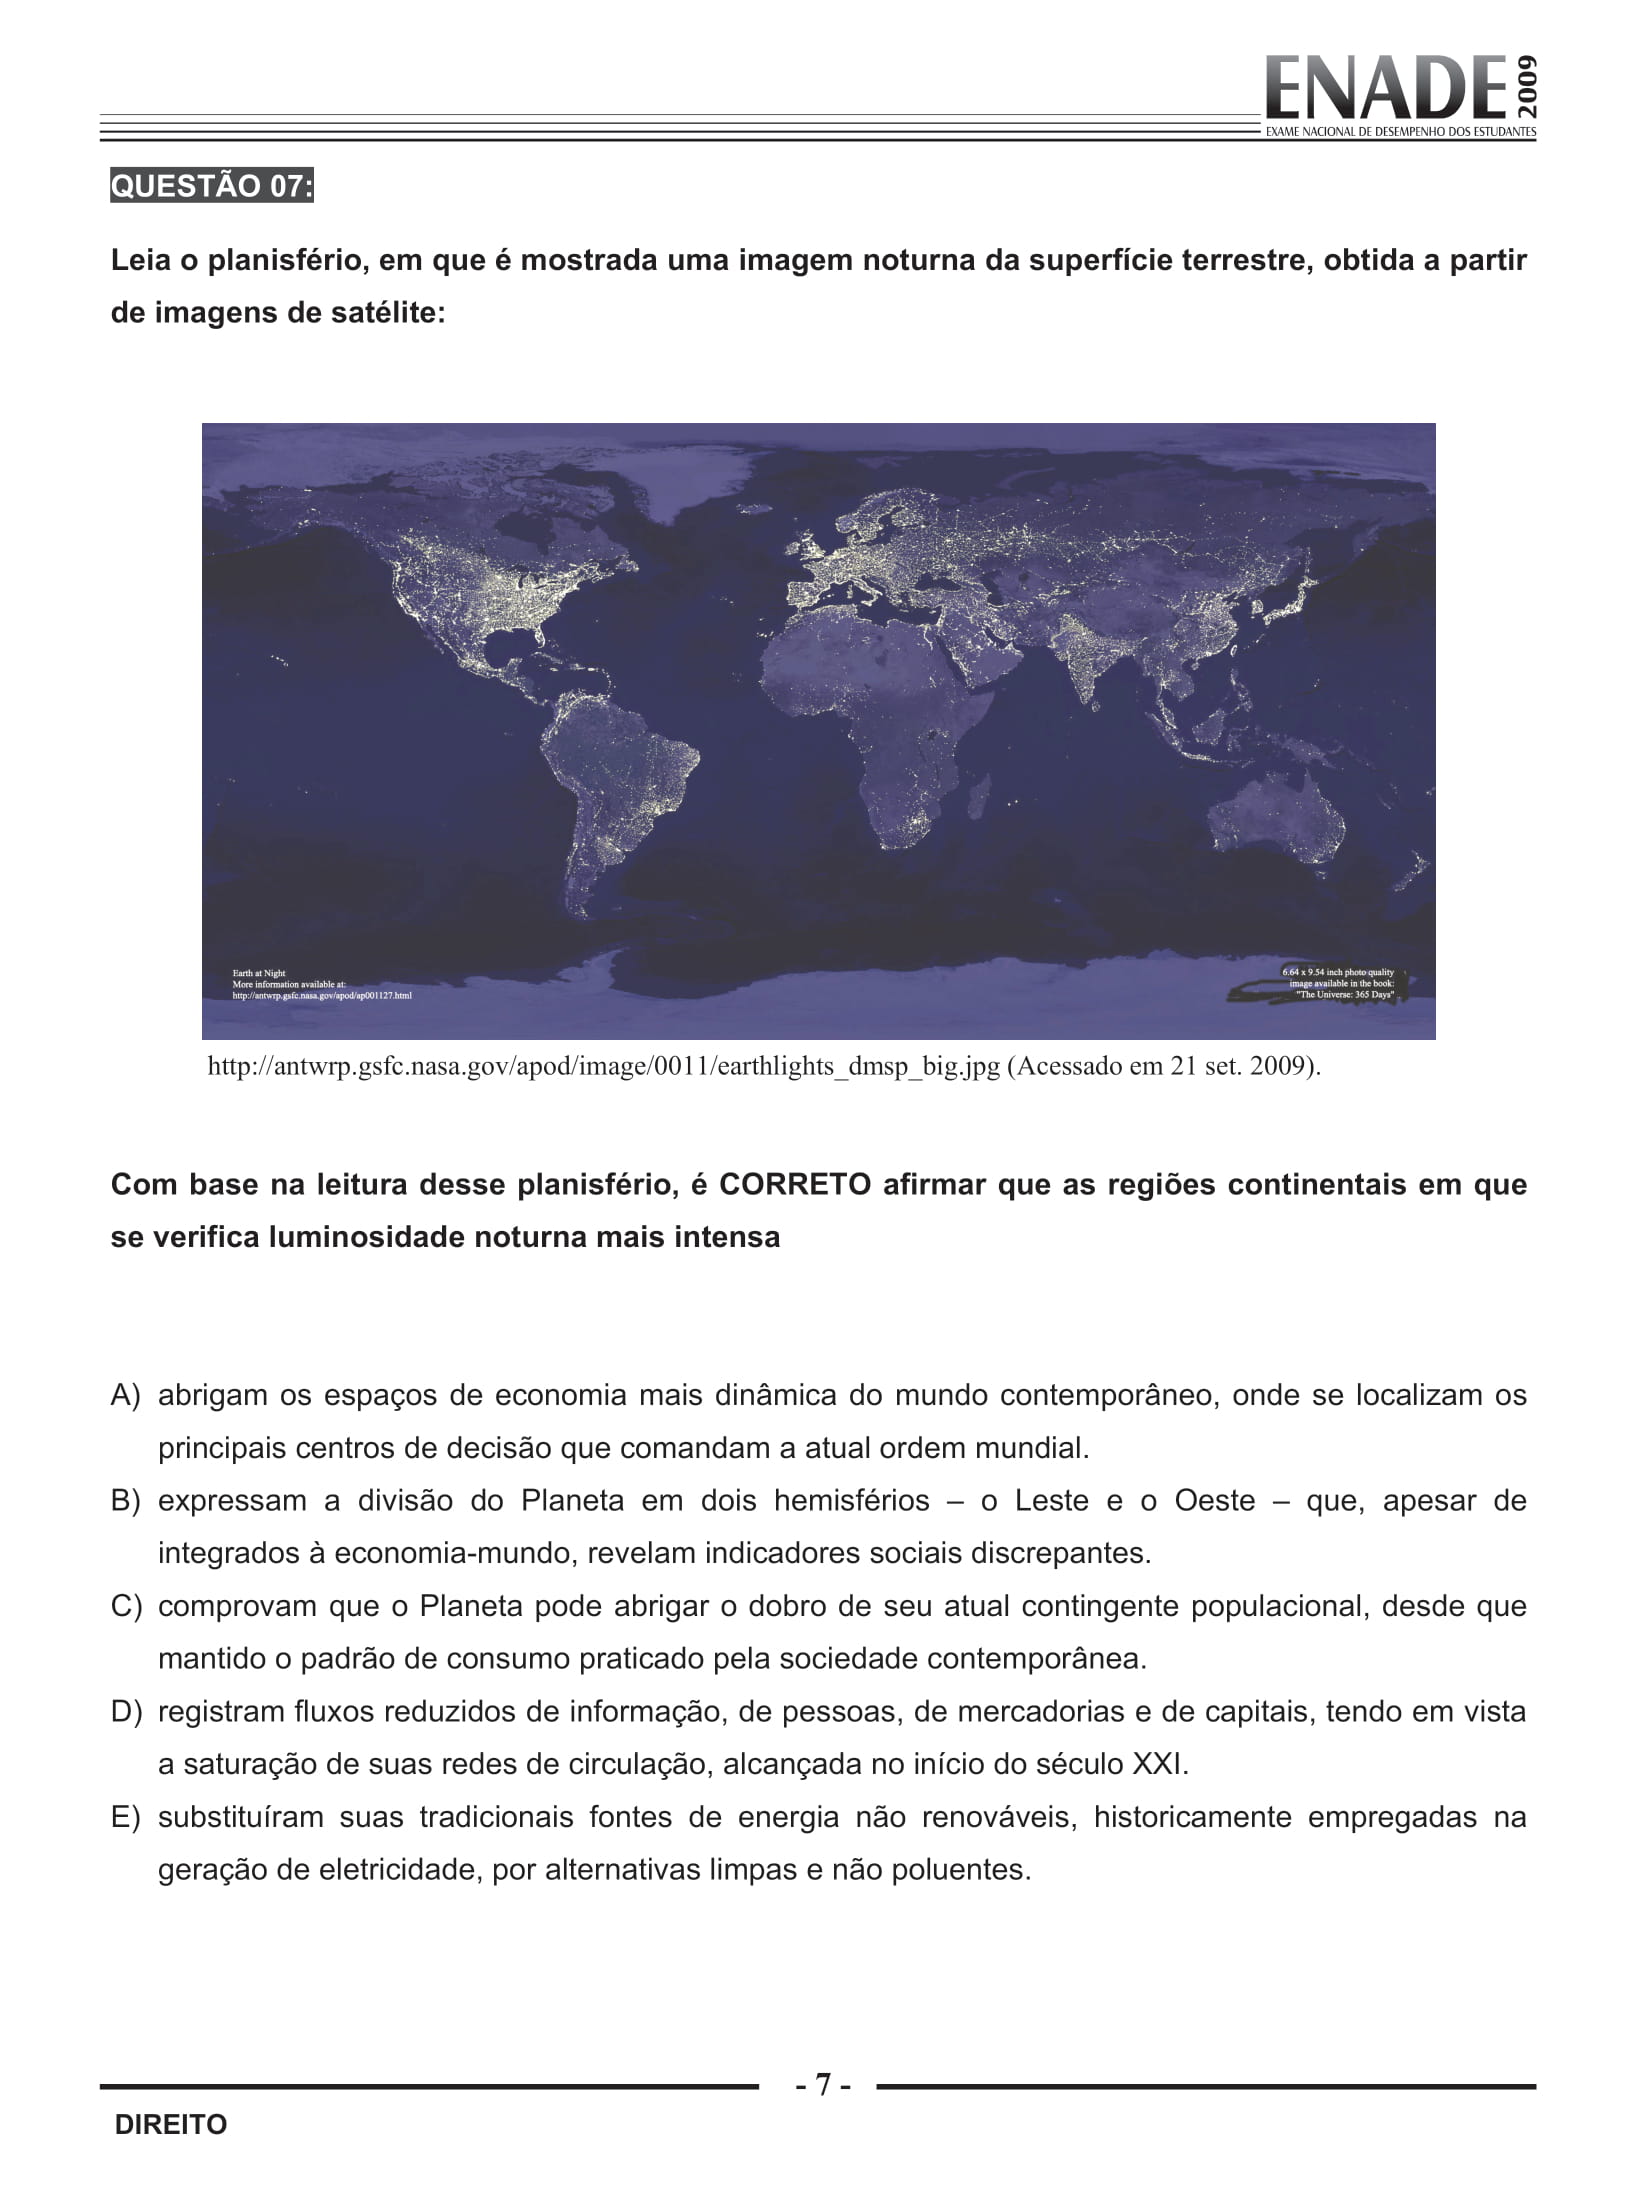 ENADE 2009
EXAME NACIONAL DE DESEMPENHO DOS ESTUDANTES
QUESTÃO 07:
Leia o planisfério, em que é mostrada uma imagem noturna da superfície terrestre, obtida a partir
de imagens de satélite:
Earth at Night
More information available at:
http://antwrp.gsfc.nasa.gov/apod/ap001127.html
6.64 x 9.54 inch photo quality
image available in the book:
"The Universe: 365 Days"
http://antwrp.gsfc.nasa.gov/apod/image/0011/earthlights_dmsp_big.jpg (Acessado em 21 set. 2009).
Com base na leitura desse planisfério, é CORRETO afirmar que as regiões continentais em que
se verifica luminosidade noturna mais intensa
A) abrigam os espaços de economia mais dinâmica do mundo contemporâneo, onde se localizam os
principais centros de decisão que comandam a atual ordem mundial.
B) expressam a divisão do Planeta em dois hemisférios – o Leste e o Oeste – que, apesar de
integrados à economia-mundo, revelam indicadores sociais discrepantes.
C) comprovam que o Planeta pode abrigar o dobro de seu atual contingente populacional, desde que
mantido o padrão de consumo praticado pela sociedade contemporânea.
D) registram fluxos reduzidos de informação, de pessoas, de mercadorias e de capitais, tendo em vista
a saturação de suas redes de circulação, alcançada no início do século XXI.
E) substituíram suas tradicionais fontes de energia não renováveis, historicamente empregadas na
geração de eletricidade, por alternativas limpas e não poluentes.
- 7 -
DIREITO